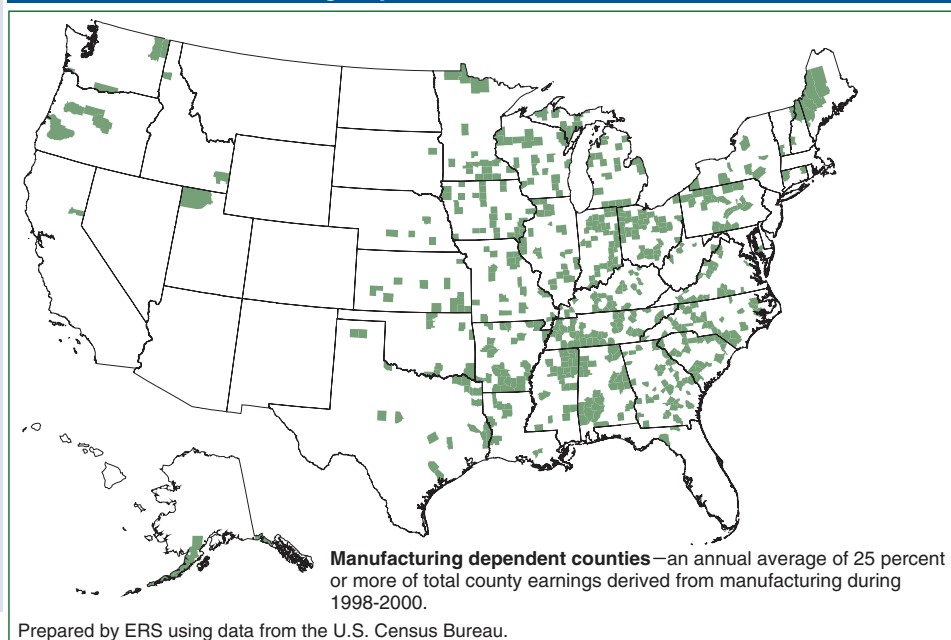 Manufacturing dependent counties—an annual average of 25 percent
or more of total county earnings derived from manufacturing during
1998-2000.
Prepared by ERS using data from the U.S. Census Bureau.